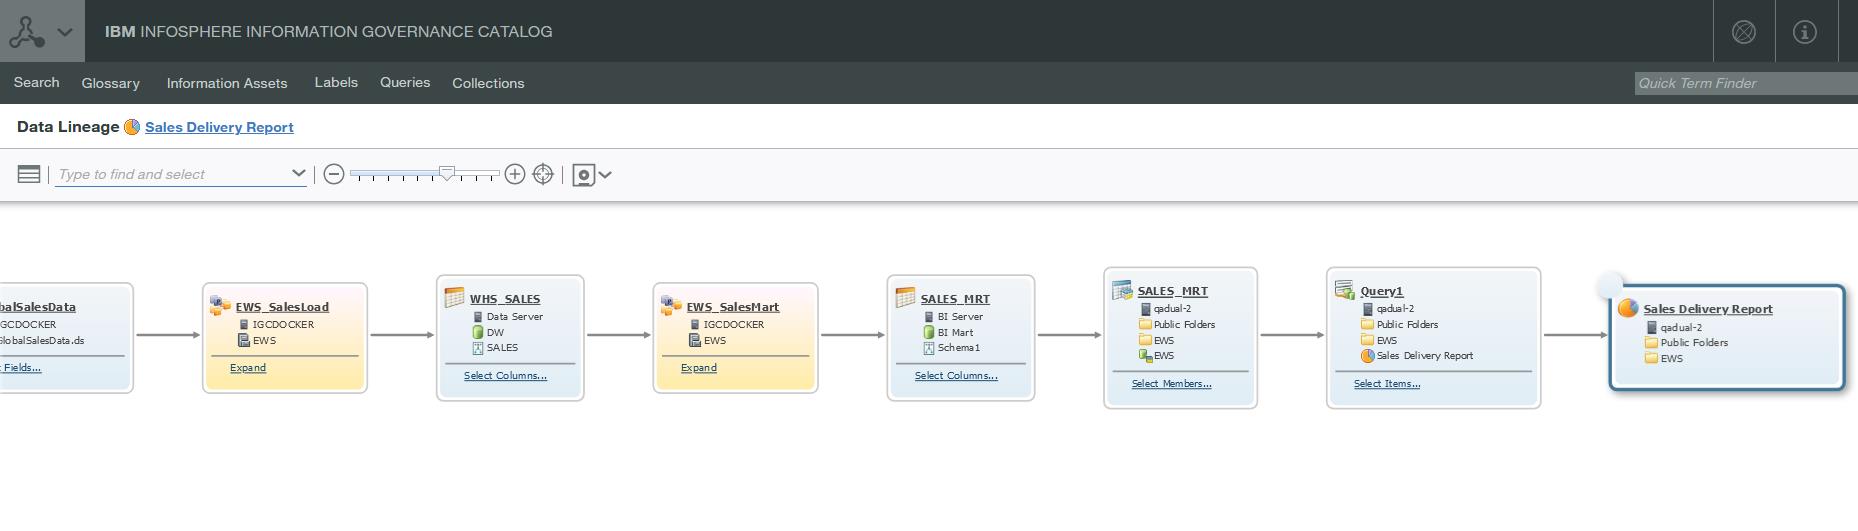 IBM INFOSPHERE INFORMATION GOVERNANCE CATALOG
Search Glossary Information Assets Labels Queries Collections Quick Term Finder
Data Lineage Sales Delivery Report
Type to find and select
balSalesData
GCDOCKER
lobalSalesData.ds
Fields...
EWS_SalesLoad
IGCDOCKER
EWS
Expand
WHS_SALES
Data Server
DW
SALES
Select Columns...
EWS_SalesMart
IGCDOCKER
EWS
Expand
SALES_MRT
BI Server
BI Mart
Schema1
Select Columns...
SALES_MRT
qadual-2
Public Folders
EWS
EWS
Select Members...
Query1
qadual-2
Public Folders
EWS
Sales Delivery Report
Select Items...
Sales Delivery Report
qadual-2
Public Folders
EWS